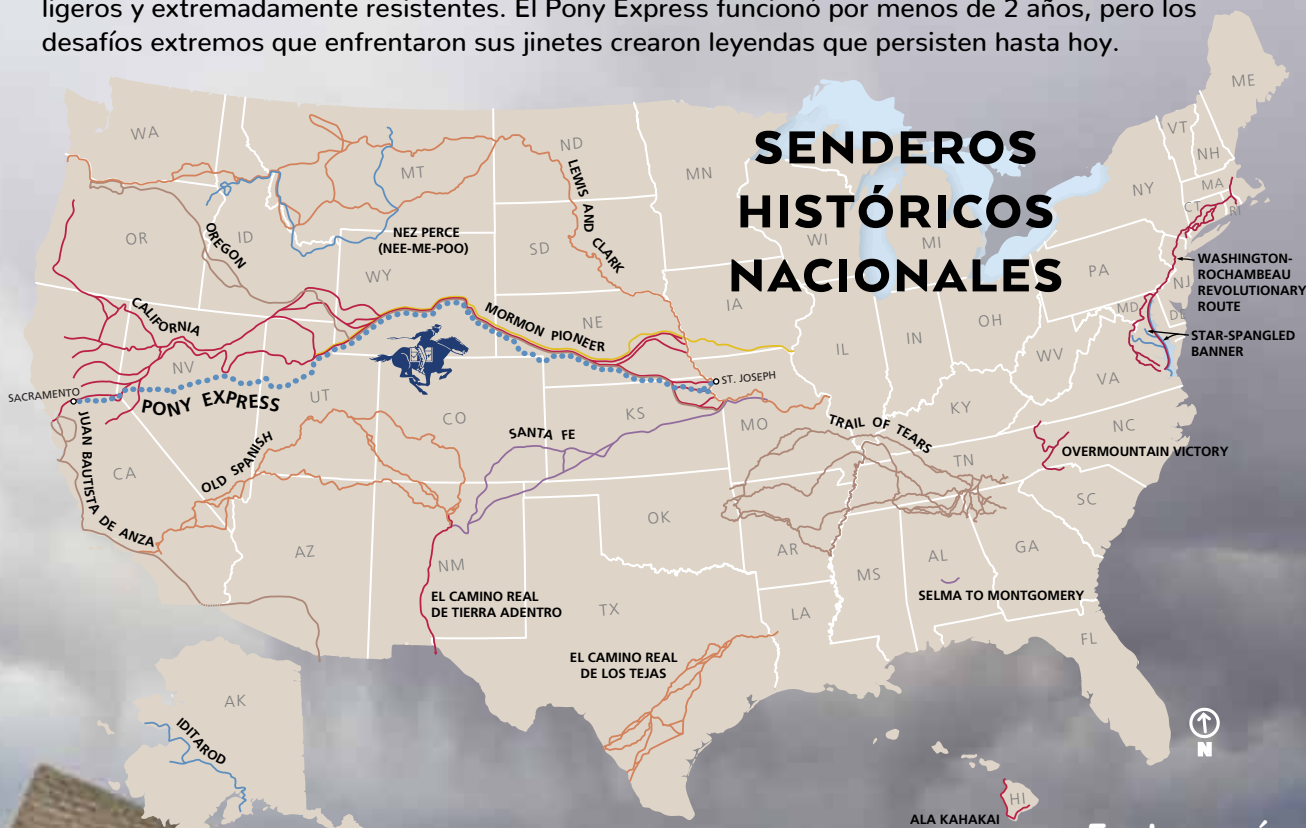 ligeros y extremadamente resistentes. El Pony Express funcionó por menos de 2 años, pero los
desafíos extremos que enfrentaron sus jinetes crearon leyendas que persisten hasta hoy.
SENDEROS
HISTÓRICOS
NACIONALES
WA
OR
ID
MT
ND
MN
WI
MI
NY
VT
NH
ME
MA
CT
RI
PA
NJ
MD
DE
WY
SD
NE
IA
IL
IN
OH
WV
VA
KY
NC
TN
SC
GA
AL
MS
AR
LA
FL
MO
KS
OK
TX
CO
NM
UT
AZ
NV
CA
AK
HI
LEWIS AND CLARK
NEZ PERCE
(NEE-ME-POO)
OREGON
CALIFORNIA
MORMON PIONEER
SACRAMENTO
PONY EXPRESS
ST. JOSEPH
JUAN BAUTISTA DE ANZA
OLD SPANISH
SANTA FE
TRAIL OF TEARS
WASHINGTON-
ROCHAMBEAU
REVOLUTIONARY
ROUTE
STAR-SPANGLED
BANNER
OVERMOUNTAIN VICTORY
SELMA TO MONTGOMERY
EL CAMINO REAL
DE TIERRA ADENTRO
EL CAMINO REAL
DE LOS TEJAS
IDITAROD
N
ALA KAHAKAI